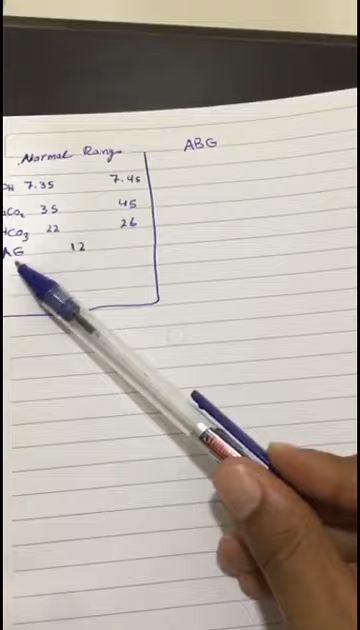 Normal Range
ABG
PH 7.35 7.45
aCO2 35 45
HCO3 22 26
AG 12